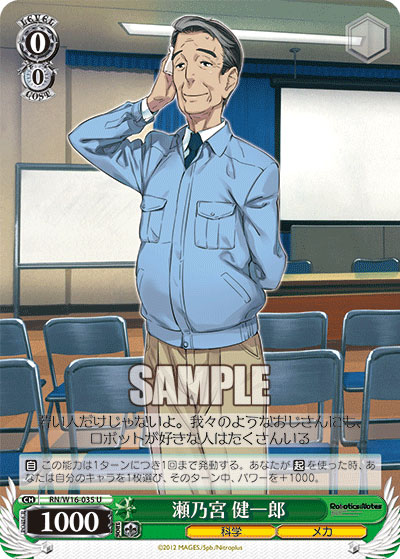 LEVEL
0
0
COST
SAMPLE
若い人だけじゃないよ。我々のようなおじさんにも、
ロボットが好きな人はたくさんいる
自 この能力は1ターンにつき1回まで発動する。あなたが 起 を使った時、あ
なたは自分のキャラを1枚選び、そのターン中、パワーを+1000。
CH RN/W16-035 U
1000
瀬乃宮 健一郎
Robotics;Notes
科学 メカ
©2012 MAGES./5pb./Nitroplus